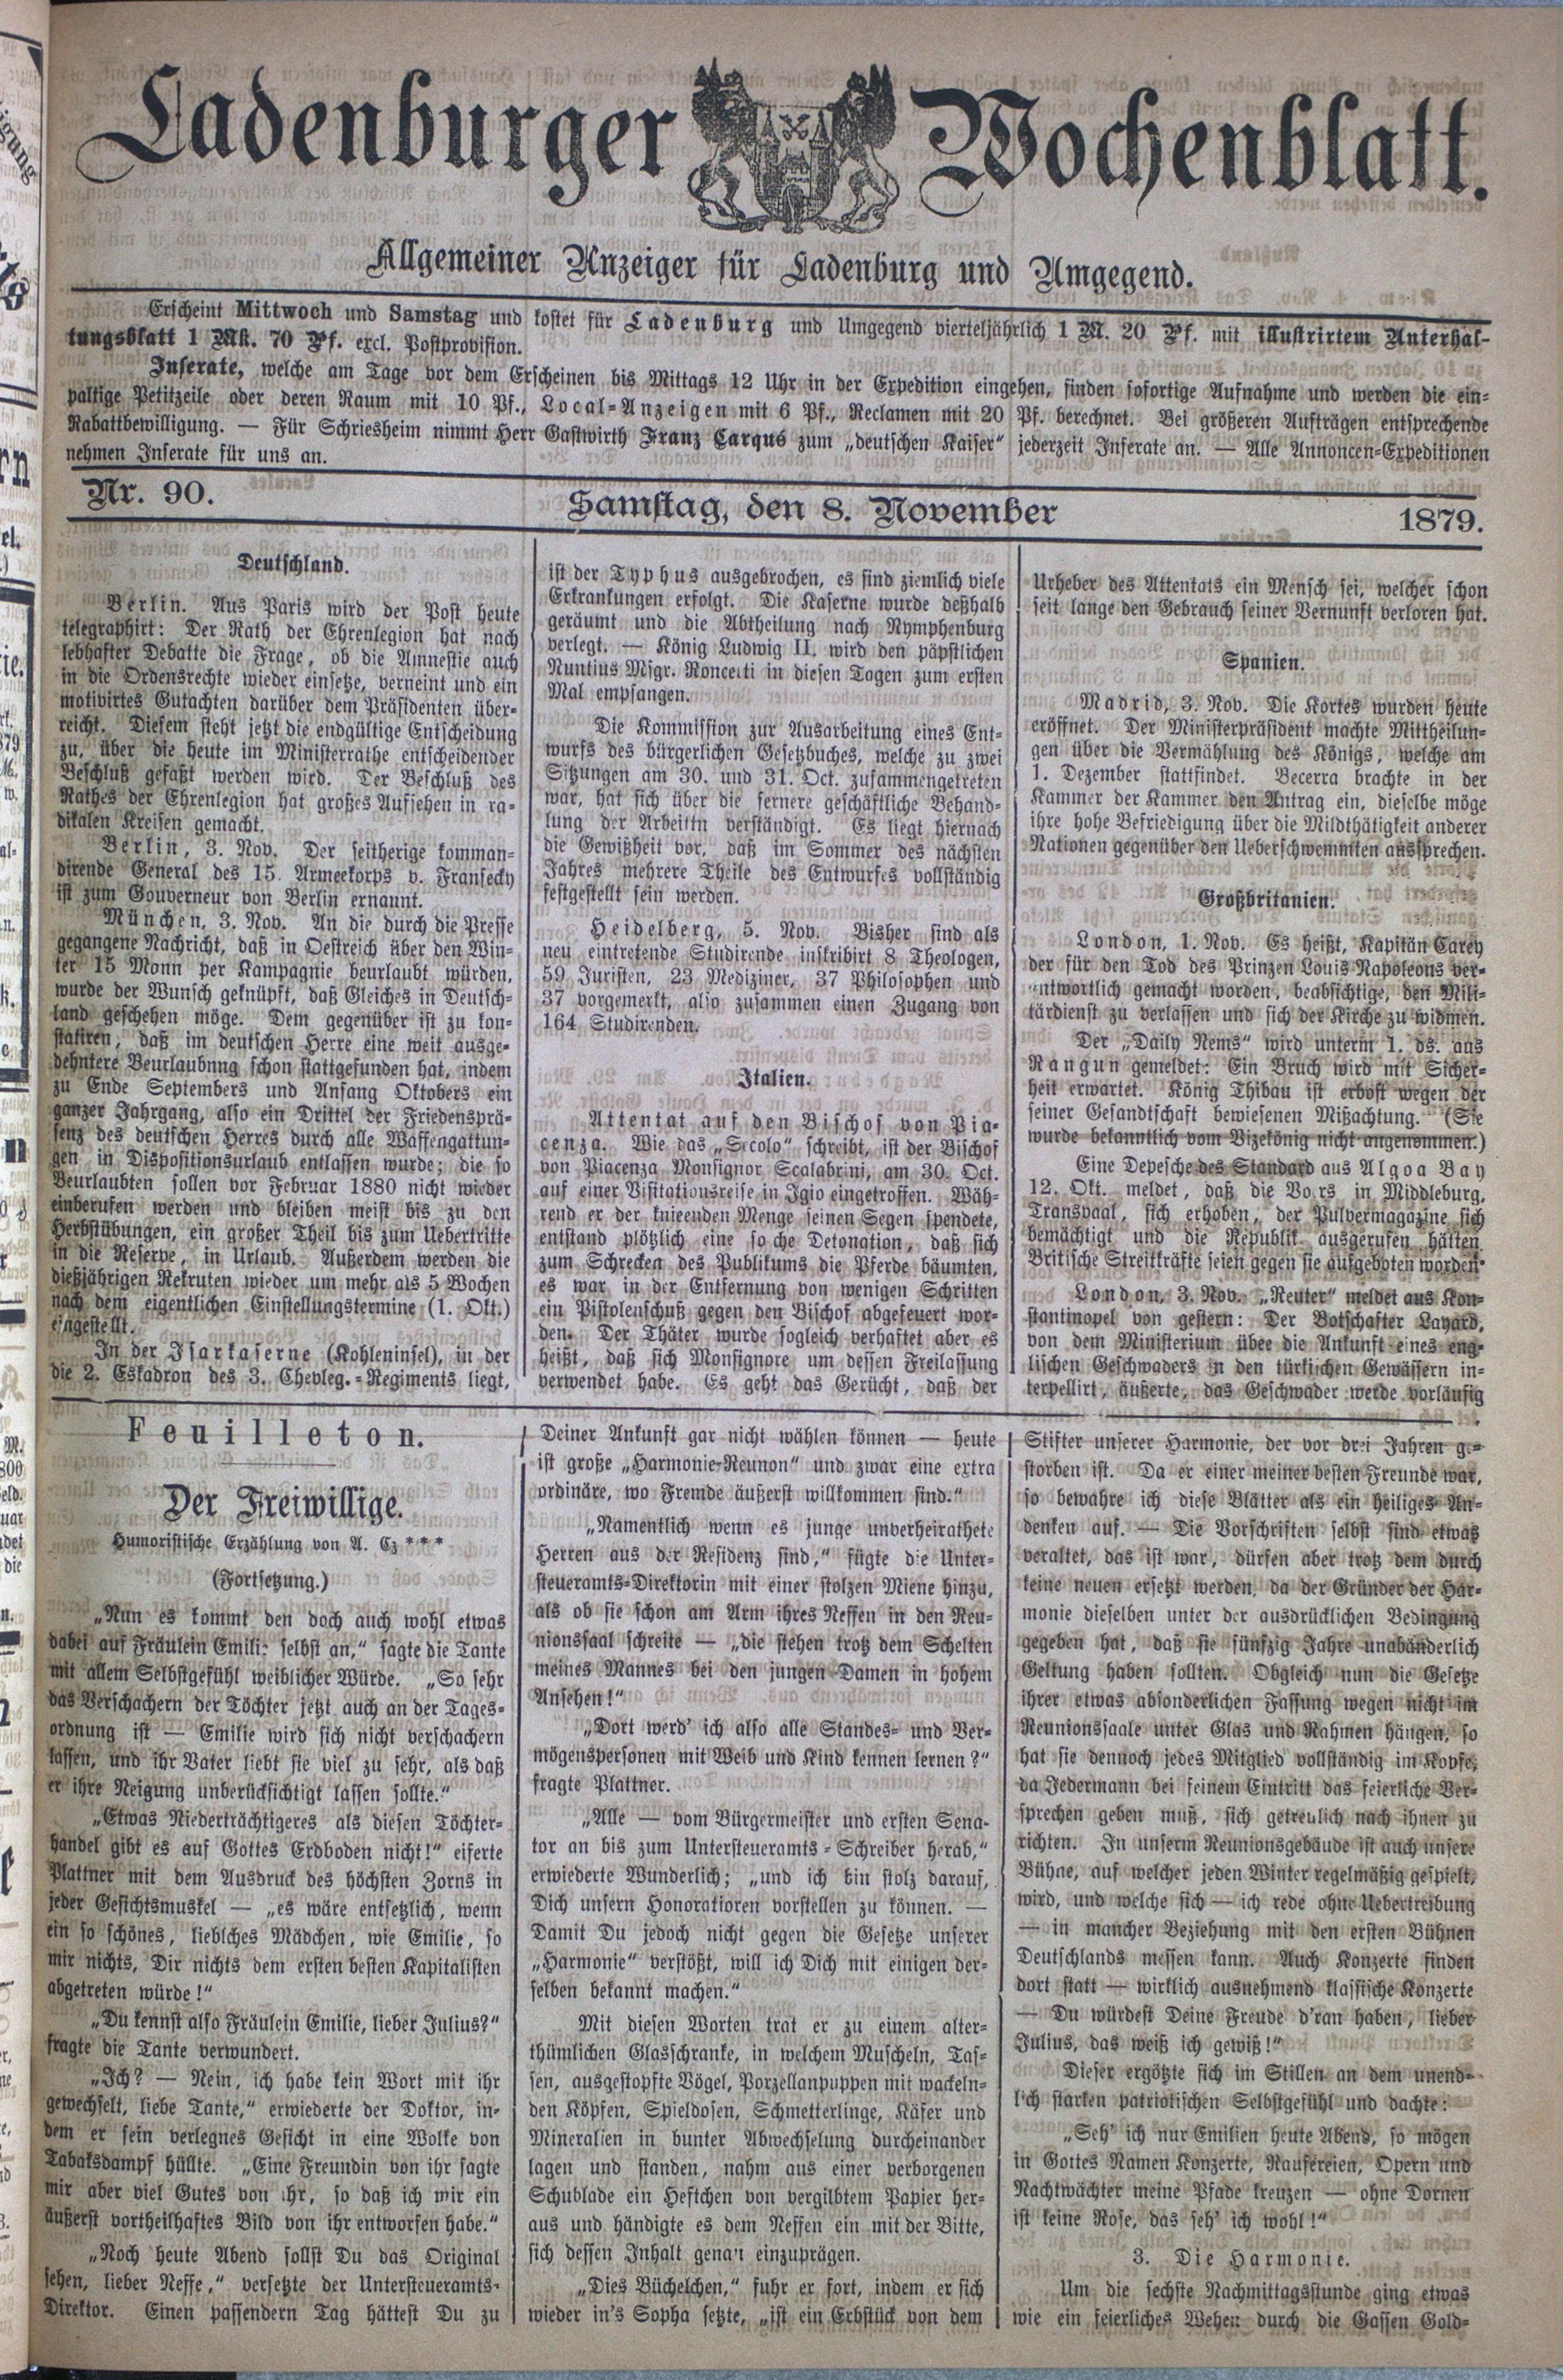 Ladenburger Wochenblatt.
Allgemeiner Anzeiger für Ladenburg und Umgegend.
Erscheint Mittwoch und Samstag und kostet für Ladenburg und Umgegend vierteljährlich 1 M. 20 Pf. mit illustrirtem Unterhal-
tungsblatt 1 Mk. 70 Pf. excl. Postprovision.
Inserate, welche am Tage vor dem Erscheinen bis Mittags 12 Uhr in der Expedition eingehen, finden sofortige Aufnahme und werden die ein-
paltige Petitzeile oder deren Raum mit 10 Pf., Local-Anzeigen mit 6 Pf., Reclamen mit 20 Pf. berechnet. Bei größeren Aufträgen entsprechende
Rabattbewilligung. — Für Schriesheim nimmt Herr Gastwirth Franz Carqué zum „deutschen Kaiser“ jederzeit Inserate an. — Alle Annoncen-Expeditionen
nehmen Inserate für uns an.
Nr. 90. Samstag, den 8. November 1879.
Deutschland.
Berlin. Aus Paris wird der Post heute
telegraphirt: Der Rath der Ehrenlegion hat nach
lebhafter Debatte die Frage, ob die Amnestie auch
in die Ordensrechte wieder einsetze, verneint und ein
motivirtes Gutachten darüber dem Präsidenten über-
reicht. Diesem steht jetzt die endgültige Entscheidung
zu, über die heute im Ministerrathe entscheidender
Beschluß gefaßt werden wird. Der Beschluß des
Rathes der Ehrenlegion hat großes Aufsehen in ra-
dikalen Kreisen gemacht.
Berlin, 3. Nov. Der seitherige komman-
dirende General des 15. Armeekorps v. Fransecky
ist zum Gouverneur von Berlin ernannt.
München, 3. Nov. An die durch die Presse
gegangene Nachricht, daß in Oestreich über den Win-
ter 15 Monn per Kampagnie beurlaubt würden,
wurde der Wunsch geknüpft, daß Gleiches in Deutsch-
land geschehen möge. Dem gegenüber ist zu kon-
statiren, daß im deutschen Herre eine weit ausge-
dehntere Beurlaubnng schon stattgefunden hat, indem
zu Ende Septembers und Anfang Oktobers ein
ganzer Jahrgang, also ein Drittel der Friedensprä-
senz des deutschen Herres durch alle Waffengattun-
gen in Dispositionsurlaub entlassen wurde; die so
Beurlaubten sollen vor Februar 1880 nicht wieder
einberufen werden und bleiben meist bis zu den
Herbstübungen, ein großer Theil bis zum Uebertritte
in die Reserve, in Urlaub. Außerdem werden die
dießjährigen Rekruten wieder um mehr als 5 Wochen
nach dem eigentlichen Einstellungstermine (1. Okt.)
eingestellt.
In der Isarkaserne (Kohleninsel), in der
die 2. Eskadron des 3. Chevleg.-Regiments liegt,
ist der Typhus ausgebrochen, es sind ziemlich viele
Erkrankungen erfolgt. Die Kaserne wurde deßhalb
geräumt und die Abtheilung nach Nymphenburg
verlegt. — König Ludwig II. wird den päpstlichen
Nuntius Msgr. Roncetti in diesen Tagen zum ersten
Mal empfangen.
Die Kommission zur Ausarbeitung eines Ent-
wurfs des bürgerlichen Gesetzbuches, welche zu zwei
Sitzungen am 30. und 31. Oct. zusammengetreten
war, hat sich über die fernere geschäftliche Behand-
lung der Arbeittn verständigt. Es liegt hiernach
die Gewißheit vor, daß im Sommer des nächsten
Jahres mehrere Theile des Entwurfes vollständig
festgestellt sein werden.
Heidelberg, 5. Nov. Bisher sind als
neu eintretende Studirende inskribirt 8 Theologen,
59 Juristen, 23 Mediziner, 37 Philosophen und
37 vorgemerkt, also zusammen einen Zugang von
164 Studirenden.
Italien.
Attentat auf den Bischof von Pia-
cenza. Wie das „Secolo“ schreibt, ist der Bischof
von Piacenza Monsignor Scalabrini, am 30. Oct.
auf einer Visitationsreise in Igio eingetroffen. Wäh-
rend er der knieenden Menge seinen Segen spendete,
entstand plötzlich eine so che Detonation, daß sich
zum Schrecken des Publikums die Pferde bäumten,
es war in der Entfernung von wenigen Schritten
ein Pistolenschuß gegen den Bischof abgefeuert wor-
den. Der Thäter wurde sogleich verhaftet aber es
heißt, daß sich Monsignore um dessen Freilassung
verwendet habe. Es geht das Gerücht, daß der
Urheber des Attentats ein Mensch sei, welcher schon
seit lange den Gebrauch seiner Vernunft verloren hat.
Spanien.
Madrid, 3. Nov. Die Kortes wurden heute
eröffnet. Der Ministerpräsident machte Mittheilun-
gen über die Vermählung des Königs, welche am
1. Dezember stattfindet. Becerra brachte in der
Kammer der Kammer den Antrag ein, dieselbe möge
ihre hohe Befriedigung über die Mildthätigkeit anderer
Nationen gegenüber den Ueberschwemmten aussprechen.
Großbritanien.
London, 1. Nov. Es heißt, Kapitän Carey
der für den Tod des Prinzen Louis Napoleons ver-
antwortlich gemacht worden, beabsichtige, den Mili-
tärdienst zu verlassen und sich der Kirche zu widmen.
Der „Daily Nems“ wird unterm 1. ds. aus
Rangun gemeldet: Ein Bruch wird mit Sicher-
heit erwartet. König Thibau ist erbost wegen der
seiner Gesandtschaft bewiesenen Mißachtung. (Sie
wurde bekanntlich vom Vizekönig nicht angenommen.)
Eine Depesche des Standard aus Algoa Bay
12. Okt. meldet, daß die Bo rs in Middleburg,
Transvaal, sich erhoben, der Pulvermagazine sich
bemächtigt und die Republik ausgerufen hätten
Britische Streitkräfte seien gegen sie aufgeboten worden.
London, 3. Nov. „Reuter“ meldet aus Kon-
stantinopel von gestern: Der Botschafter Layard,
von dem Ministerium übee die Ankunft eines eng-
lischen Geschwaders in den türkischen Gewässern in-
terpellirt, äußerte, das Geschwader werde vorläufig
Feuilleton.
Der Freiwillige.
Humoristische Erzählung von A. Cz***
(Fortsetzung.)
„Nun es kommt den doch auch wohl etwas
dabei auf Fräulein Emilie selbst an,“ sagte die Tante
mit allem Selbstgefühl weiblicher Würde. „So sehr
das Verschachern der Töchter jetzt auch an der Tages-
ordnung ist — Emilie wird sich nicht verschachern
lassen, und ihr Vater liebt sie viel zu sehr, als daß
er ihre Neigung unberücksichtigt lassen sollte.“
„Etwas Niederträchtigeres als diesen Töchter-
handel gibt es auf Gottes Erdboden nicht!“ eiferte
Plattner mit dem Ausdruck des höchsten Zorns in
jeder Gesichtsmuskel — „es wäre entsetzlich, wenn
ein so schönes, lieblches Mädchen, wie Emilie, so
mir nichts, Dir nichts dem ersten besten Kapitalisten
abgetreten würde!“
„Du kennst also Fräulein Emilie, lieber Julius?“
fragte die Tante verwundert.
„Ich? — Nein, ich habe kein Wort mit ihr
gewechselt, liebe Tante,“ erwiederte der Doktor, in-
dem er sein verlegnes Gesicht in eine Wolke von
Tabaksdampf hüllte. „Eine Freundin von ihr sagte
mir aber viel Gutes von ihr, so daß ich mir ein
äußerst vortheilhaftes Bild von ihr entworfen habe.“
„Noch heute Abend sollst Du das Original
sehen, lieber Neffe,“ versetzte der Untersteueramts-
Direktor. Einen passendern Tag hättest Du zu
Deiner Ankunft gar nicht wählen können — heute
ist große „Harmonie-Reunon“ und zwar eine extra
ordinäre, wo Fremde äußerst willkommen sind.“
„Namentlich wenn es junge unverheirathete
Herren aus der Residenz sind,“ fügte die Unter-
steueramts-Direktorin mit einer stolzen Miene hinzu,
als ob sie schon am Arm ihres Neffen in den Reu-
nionssaal schreite — „die stehen trotz dem Schelten
meines Mannes bei den jungen Damen in hohem
Ansehen!“
„Dort werd' ich also alle Standes- und Ver-
mögenspersonen mit Weib und Kind kennen lernen?“
fragte Plattner.
„Alle — vom Bürgermeister und ersten Sena-
tor an bis zum Untersteueramts-Schreiber herab,“
erwiederte Wunderlich; „und ich bin stolz darauf,
Dich unsern Honoratioren vorstellen zu können. —
Damit Du jedoch nicht gegen die Gesetze unserer
„Harmonie“ verstößt, will ich Dich mit einigen der-
selben bekannt machen.“
Mit diesen Worten trat er zu einem alter-
thümlichen Glasschranke, in welchem Muscheln, Tas-
sen, ausgestopfte Vögel, Porzellanpuppen mit wackeln-
den Köpfen, Spieldosen, Schmetterlinge, Käfer und
Mineralien in bunter Abwechselung durcheinander
lagen und standen, nahm aus einer verborgenen
Schublade ein Heftchen von vergilbtem Papier her-
aus und händigte es dem Neffen ein mit der Bitte,
sich dessen Inhalt genau einzuprägen.
„Dies Büchelchen,“ fuhr er fort, indem er sich
wieder in's Sopha setzte, „ist ein Erbstück von dem
Stifter unserer Harmonie, der vor drei Jahren ge-
storben ist. Da er einer meiner besten Freunde war,
so bewahre ich diese Blätter als ein heiliges An-
denken auf. — Die Vorschriften selbst sind etwas
veraltet, das ist war, dürfen aber trotz dem durch
keine neuen ersetzt werden, da der Gründer der Har-
monie dieselben unter der ausdrücklichen Bedingung
gegeben hat, daß sie fünfzig Jahre unabänderlich
Geltung haben sollten. Obgleich nun die Gesetze
ihrer etwas absonderlichen Fassung wegen nicht im
Reunionssaale unter Glas und Rahmen hängen, so
hat sie dennoch jedes Mitglied vollständig im Kopfe,
da Jedermann bei seinem Eintritt das feierliche Ver-
sprechen geben muß, sich getreulich nach ihnen zu
richten. In unserm Reunionsgebäude ist auch unsere
Bühne, auf welcher jeden Winter regelmäßig gespielt,
wird, und welche sich — ich rede ohne Uebertreibung
— in mancher Beziehung mit den ersten Bühnen
Deutschlands messen kann. Auch Konzerte finden
dort statt — wirklich ausnehmend klassische Konzerte
— Du würdest Deine Freude d'ran haben, lieber
Julius, das weiß ich gewiß!“
Dieser ergötzte sich im Stillen an dem unend-
lich starken patriotischen Selbstgefühl und dachte:
„Seh' ich nur Emilien heute Abend, so mögen
in Gottes Namen Konzerte, Raufereien, Opern und
Nachtwächter meine Pfade kreuzen — ohne Dornen
ist keine Rose, das seh' ich wohl!“
3. Die Harmonie.
Um die sechste Nachmittagsstunde ging etwas
wie ein feierliches Wehen durch die Gassen Gold-